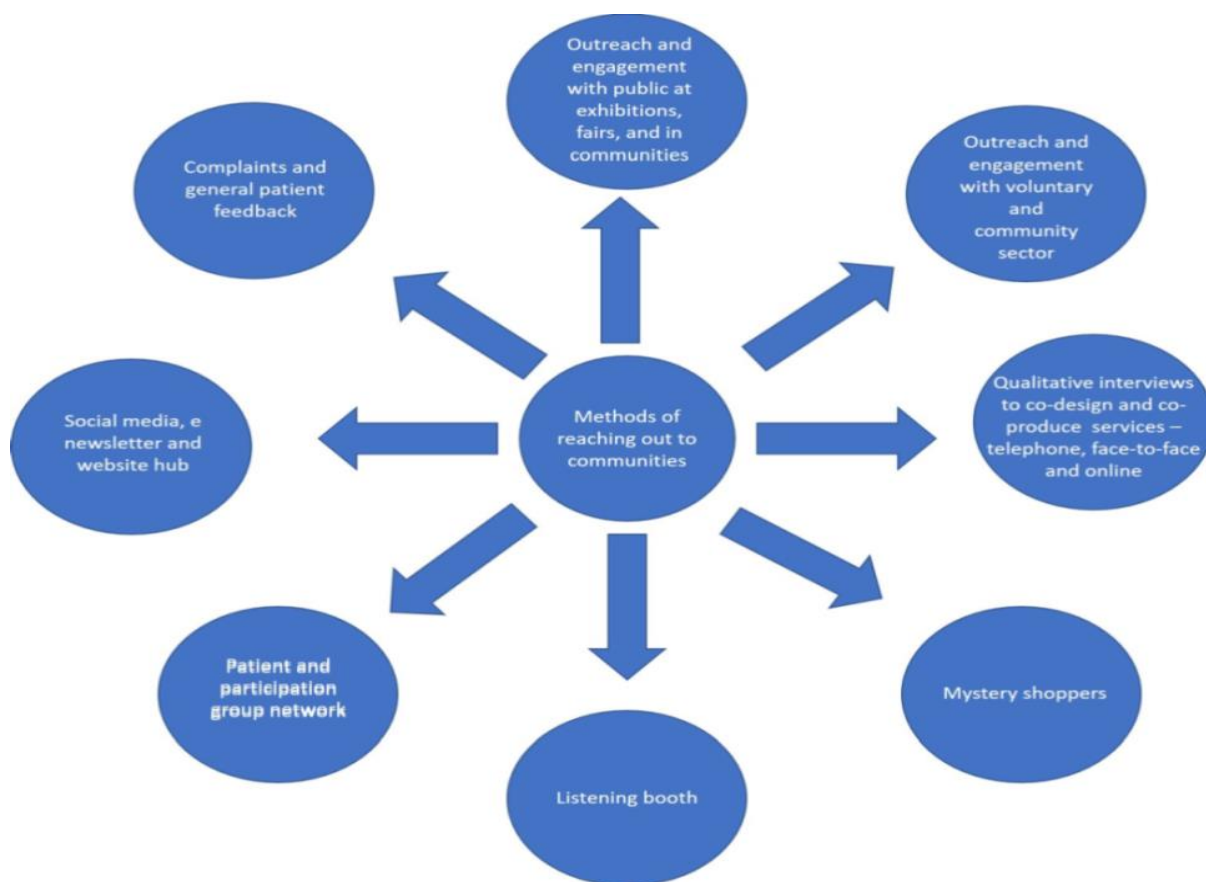 Outreach and
engagement
with public at
exhibitions,
fairs, and in
communities
Complaints and
general patient
feedback
Outreach and
engagement
with voluntary
and
community
sector
Social media, e
newsletter and
website hub
Methods of
reaching out to
communities
Qualitative interviews
to co-design and co-
produce services –
telephone, face-to-face
and online
Patient and
participation
group network
Mystery shoppers
Listening booth